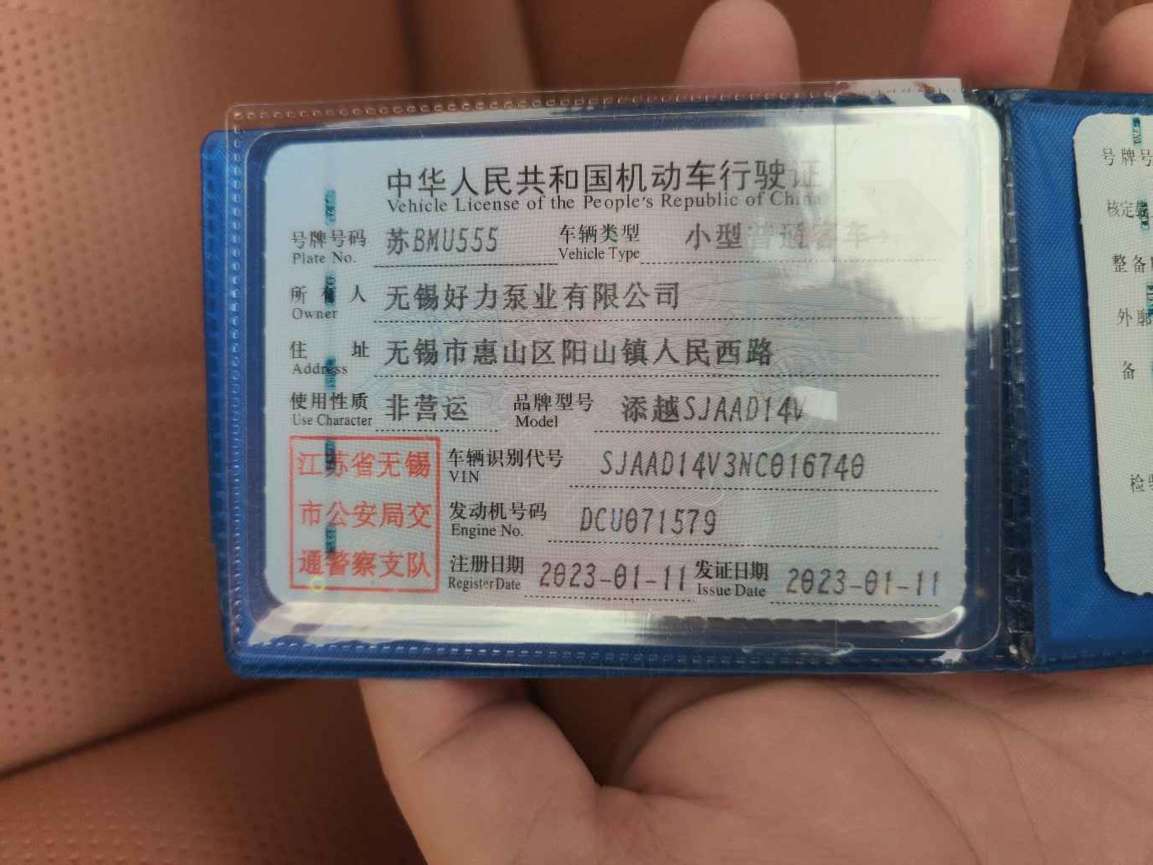 中华人民共和国机动车行驶证
Vehicle License of the People's Republic of China
号牌号码 苏BMU555 车辆类型 小型普通客车
Plate No. Vehicle Type
所有人 无锡好力泵业有限公司
Owner
住址 无锡市惠山区阳山镇人民西路
Address
使用性质 非营运 品牌型号 添越SJAAD14V
Use Character Model
江苏省无锡
市公安局交
通警察支队
车辆识别代号 SJAAD14V3NC016740
VIN
发动机号码 DCU071579
Engine No.
注册日期 2023-01-11 发证日期 2023-01-11
Register Date Issue Date
号牌号
核定
整备
外廓
备
检